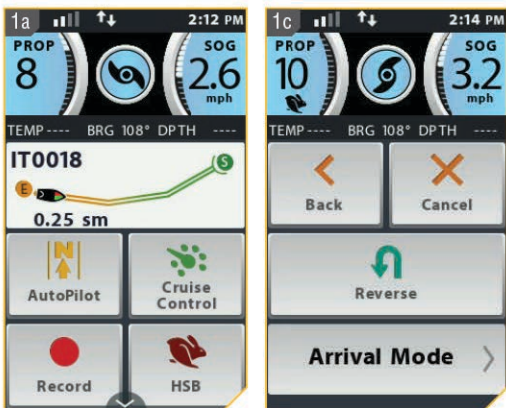 1a
2:12 PM
PROP
8
SOG
2.6
mph
TEMP ---- BRG 108° DPTH ----
IT0018
E
S
0.25 sm
N
AutoPilot
Cruise
Control
Record
HSB
1c
2:14 PM
PROP
10
SOG
3.2
mph
TEMP ---- BRG 108° DPTH ----
Back
Cancel
Reverse
Arrival Mode